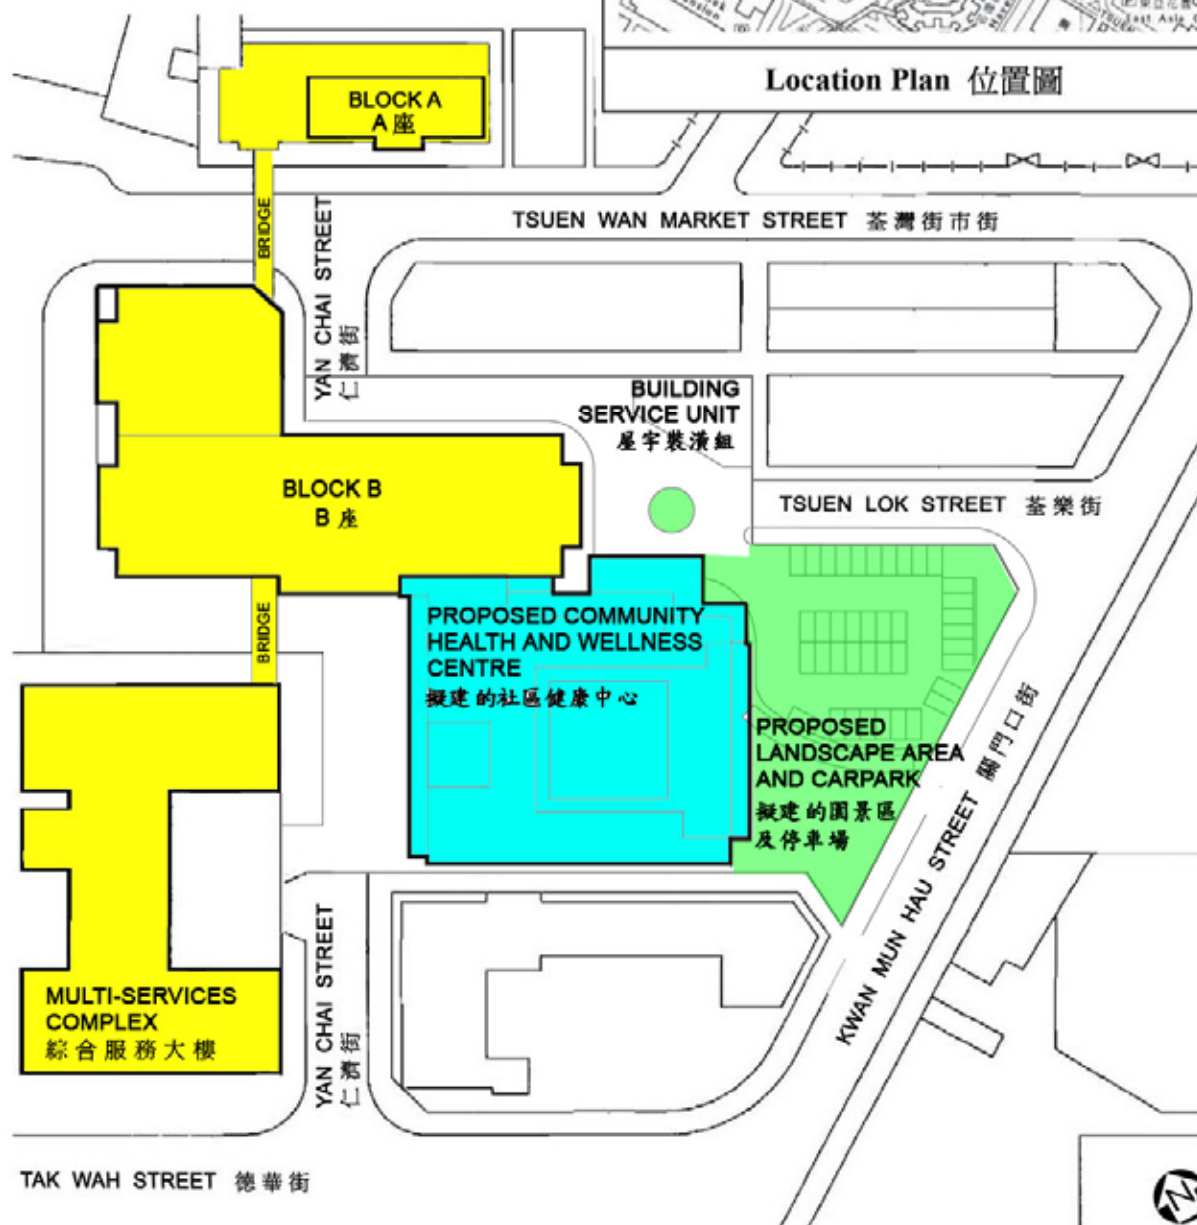 East Asia
Location Plan 位置圖
BLOCK A
A 座
BRIDGE
YAN CHAI STREET
仁濟街
TSUEN WAN MARKET STREET 荃灣街市街
BUILDING
SERVICE UNIT
屋宇裝潢組
BLOCK B
B 座
TSUEN LOK STREET 荃樂街
BRIDGE
PROPOSED COMMUNITY
HEALTH AND WELLNESS
CENTRE
擬建的社區健康中心
PROPOSED
LANDSCAPE AREA
AND CARPARK
擬建的園景區
及停車場
KWAN MUN HAU STREET 關門口街
MULTI-SERVICES
COMPLEX
綜合服務大樓
YAN CHAI STREET
仁濟街
TAK WAH STREET 德華街
N